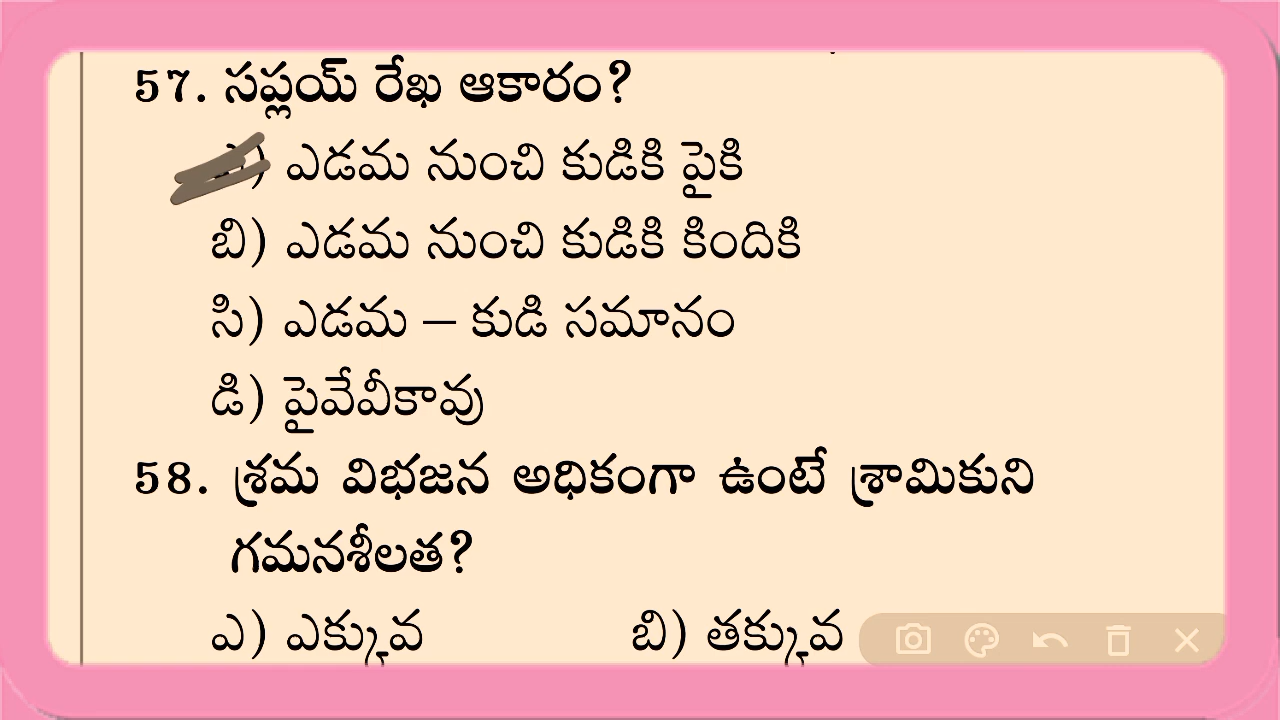 57. సప్లయ్ రేఖ ఆకారం?
) ఎడమ నుంచి కుడికి పైకి
బి) ఎడమ నుంచి కుడికి కిందికి
సి) ఎడమ – కుడి సమానం
డి) పైవేవీకావు
58. శ్రమ విభజన అధికంగా ఉంటే శ్రామికుని
గమనశీలత?
ఎ) ఎక్కువ బి) తక్కువ